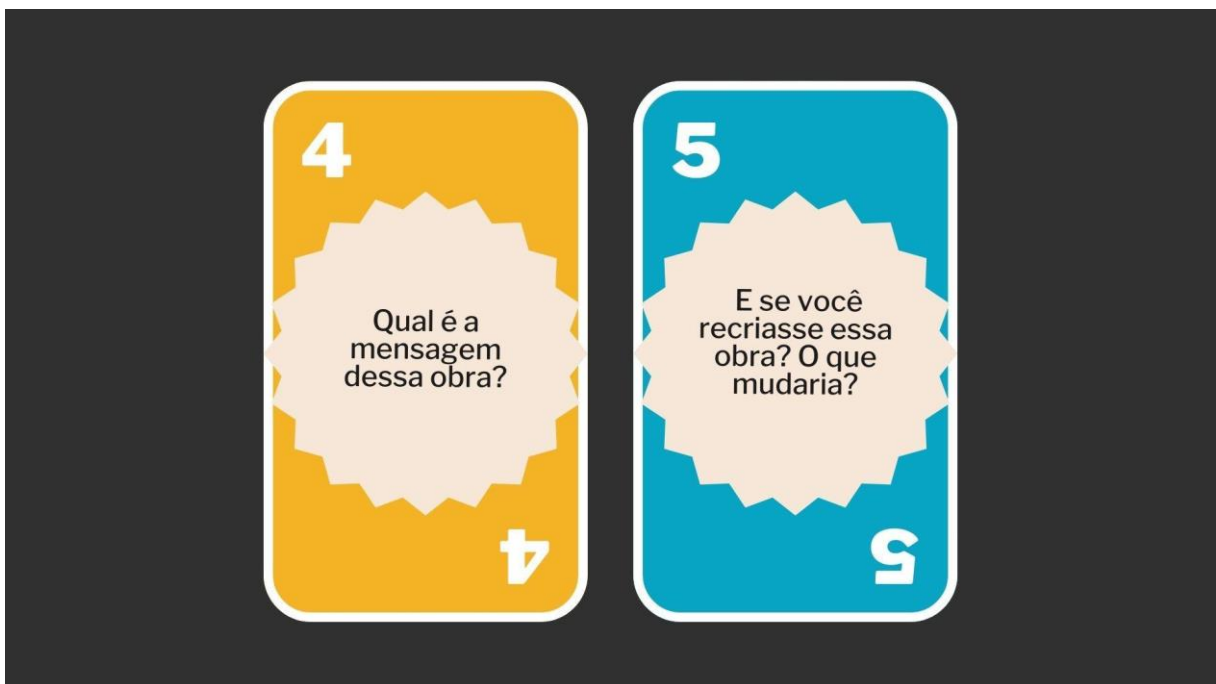 4
Qual é a
mensagem
dessa obra?
4
5
E se você
recriasse essa
obra? O que
mudaria?
5